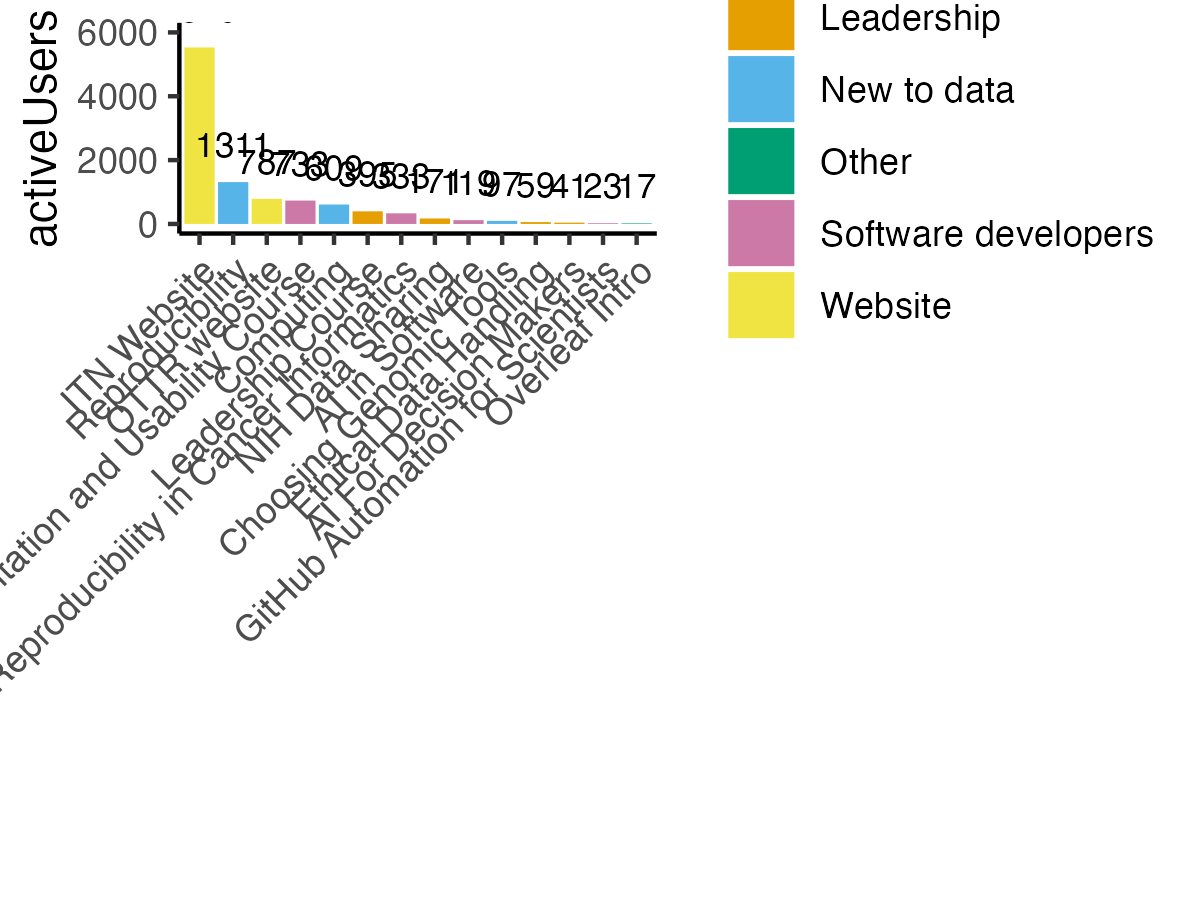 activeUsers
6000
4000
2000
0
1311
787
733
609
395
333
171
119
97
59
41
23
17
ITN Website
Reproducibility
OTTR website
tation and Usability Course
Computing
Leadership Course
Reproducibility in Cancer Informatics
NIH Data Sharing
AI in Software
Choosing Genomic Tools
Ethical Data Handling
AI For Decision Makers
GitHub Automation for Scientists
Overleaf Intro
Leadership
New to data
Other
Software developers
Website